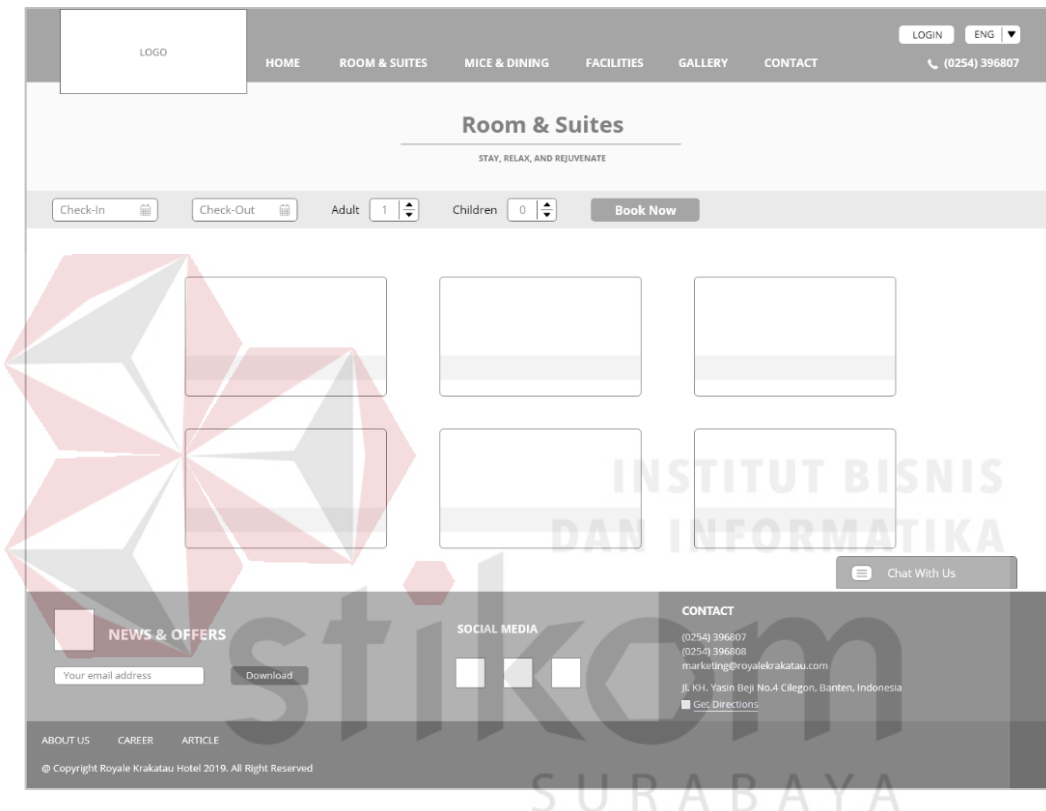 LOGO
LOGIN
ENG
HOME ROOM & SUITES MICE & DINING FACILITIES GALLERY CONTACT
(0254) 396807
Room & Suites
STAY, RELAX, AND REJUVENATE
Check-In
Check-Out
Adult 1
Children 0
Book Now
INSTITUT BISNIS
DAN INFORMATIKA
Chat With Us
NEWS & OFFERS
Your email address
Download
SOCIAL MEDIA
CONTACT
(0254) 396807
(0254) 396808
marketing@royalekrakatau.com
Jl. KH. Yasin Beji No.4 Cilegon, Banten, Indonesia
Get Directions
stikom
ABOUT US CAREER ARTICLE
@ Copyright Royale Krakatau Hotel 2019. All Right Reserved
SURABAYA